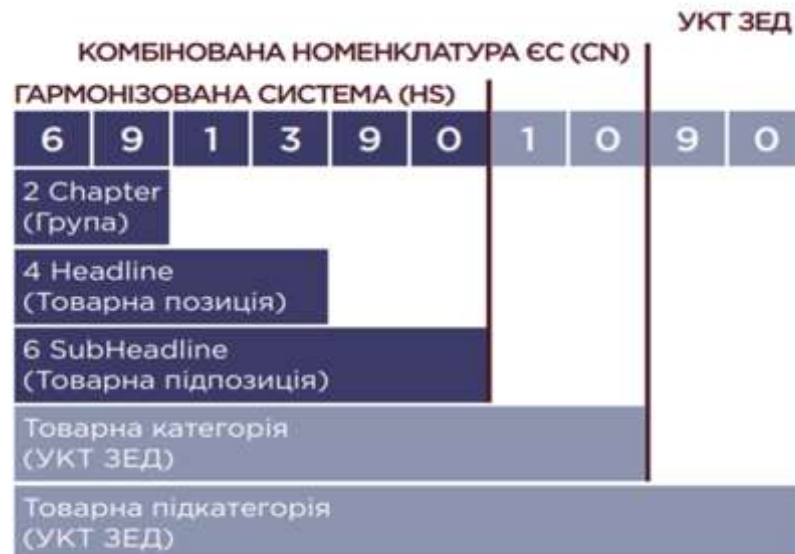 УКТ ЗЕД
КОМБІНОВАНА НОМЕНКЛАТУРА ЄС (CN)
ГАРМОНІЗОВАНА СИСТЕМА (HS)
6 9 1 3 9 0 1 0 9 0
2 Chapter
(Група)
4 Headline
(Товарна позиція)
6 SubHeadline
(Товарна підпозиція)
Товарна категорія
(УКТ ЗЕД)
Товарна підкатегорія
(УКТ ЗЕД)